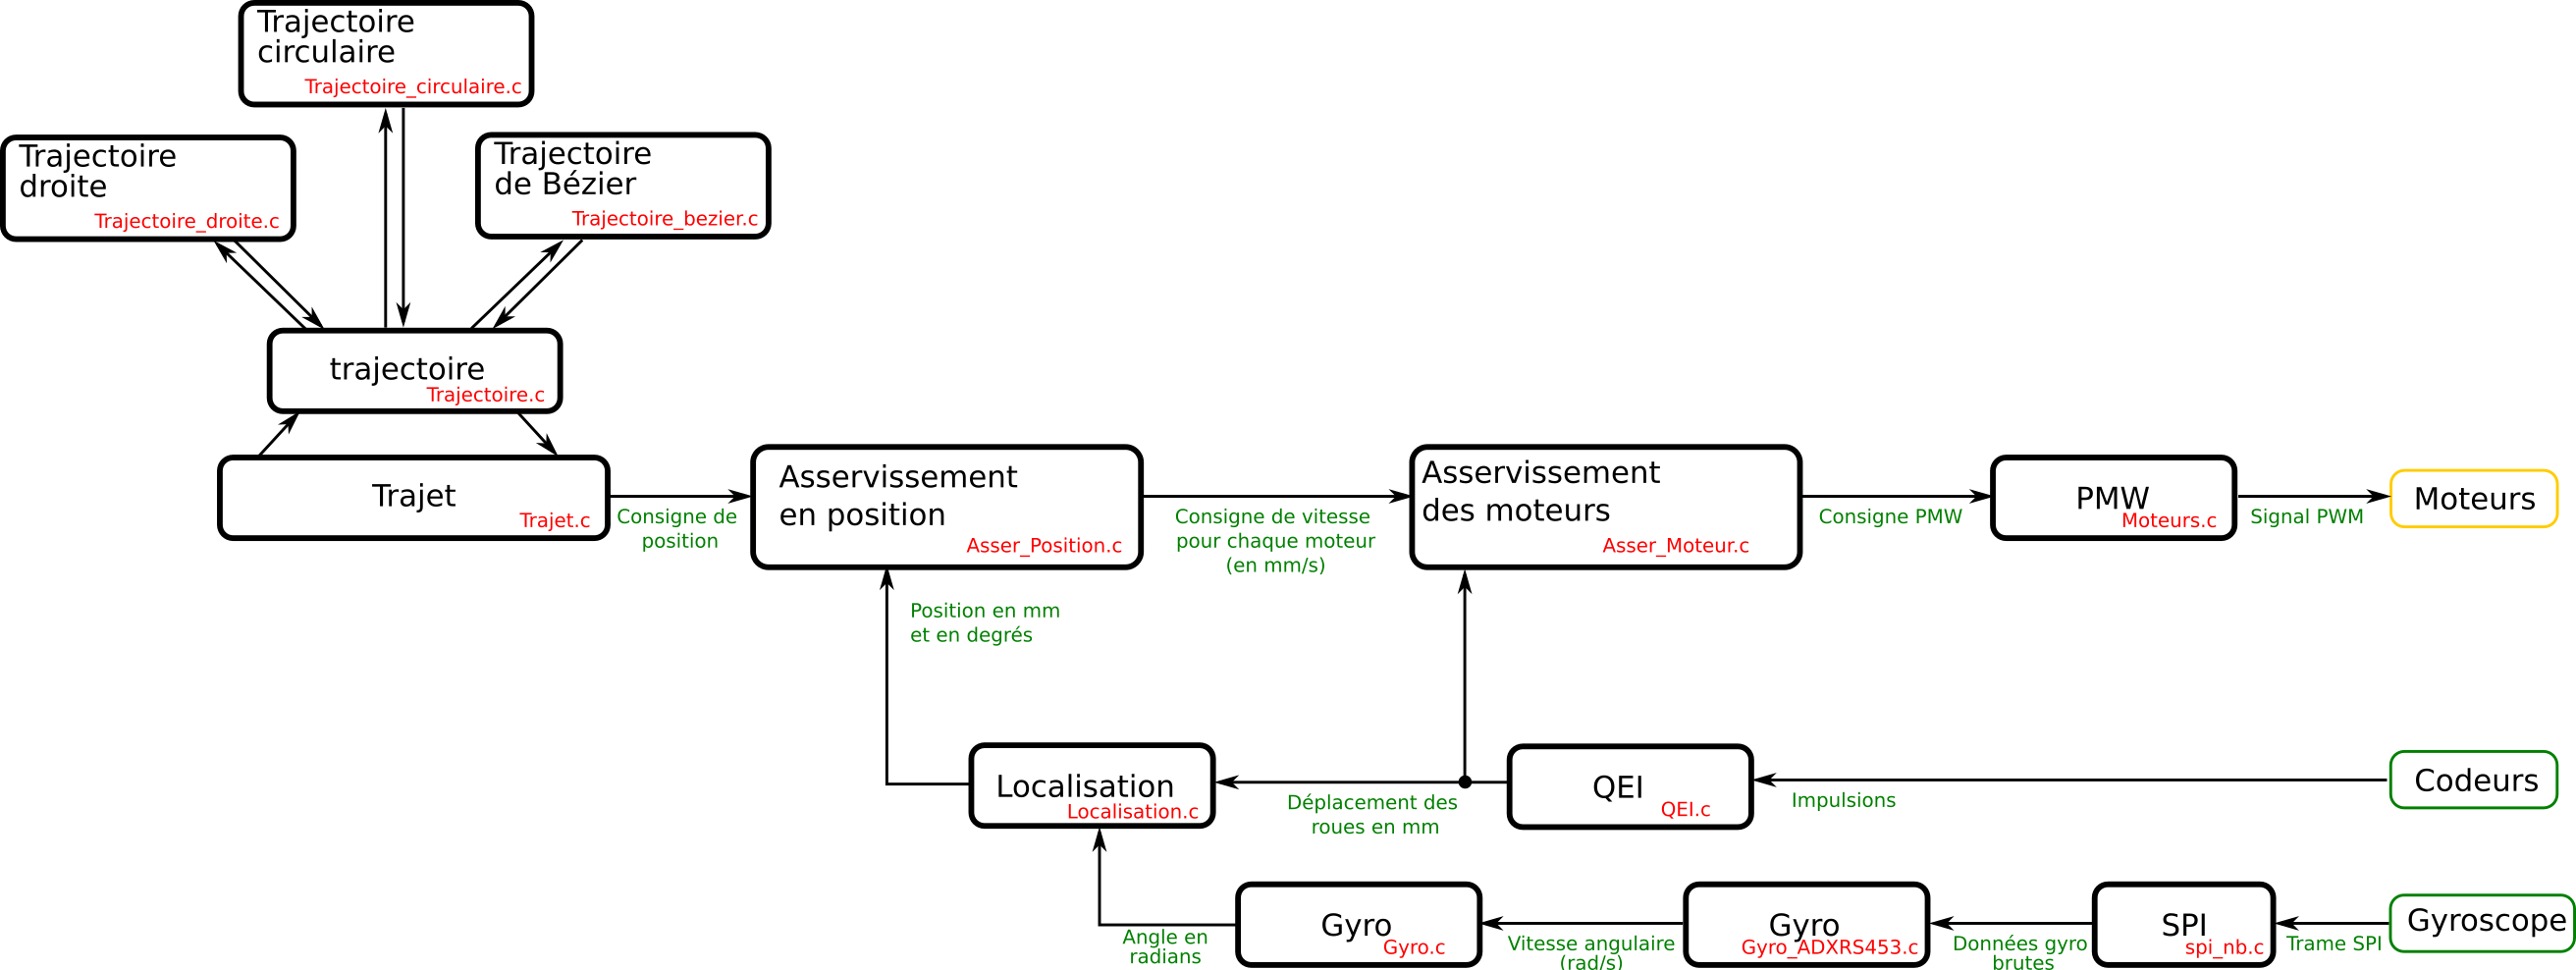 Trajectoire
circulaire
Trajectoire_circulaire.c
Trajectoire
droite
Trajectoire_droite.c
Trajectoire
de Bézier
Trajectoire_bezier.c
trajectoire
Trajectoire.c
Trajet
Trajet.c
Consigne de
position
Asservissement
en position
Asser_Position.c
Consigne de vitesse
pour chaque moteur
(en mm/s)
Asservissement
des moteurs
Asser_Moteur.c
Consigne PMW
PMW
Moteurs.c
Signal PWM
Moteurs
Position en mm
et en degrés
Localisation
Localisation.c
Déplacement des
roues en mm
QEI
QEI.c
Impulsions
Codeurs
Angle en
radians
Gyro
Gyro.c
Vitesse angulaire
(rad/s)
Gyro
Gyro_ADXRS453.c
Données gyro
brutes
SPI
spi_nb.c
Trame SPI
Gyroscope